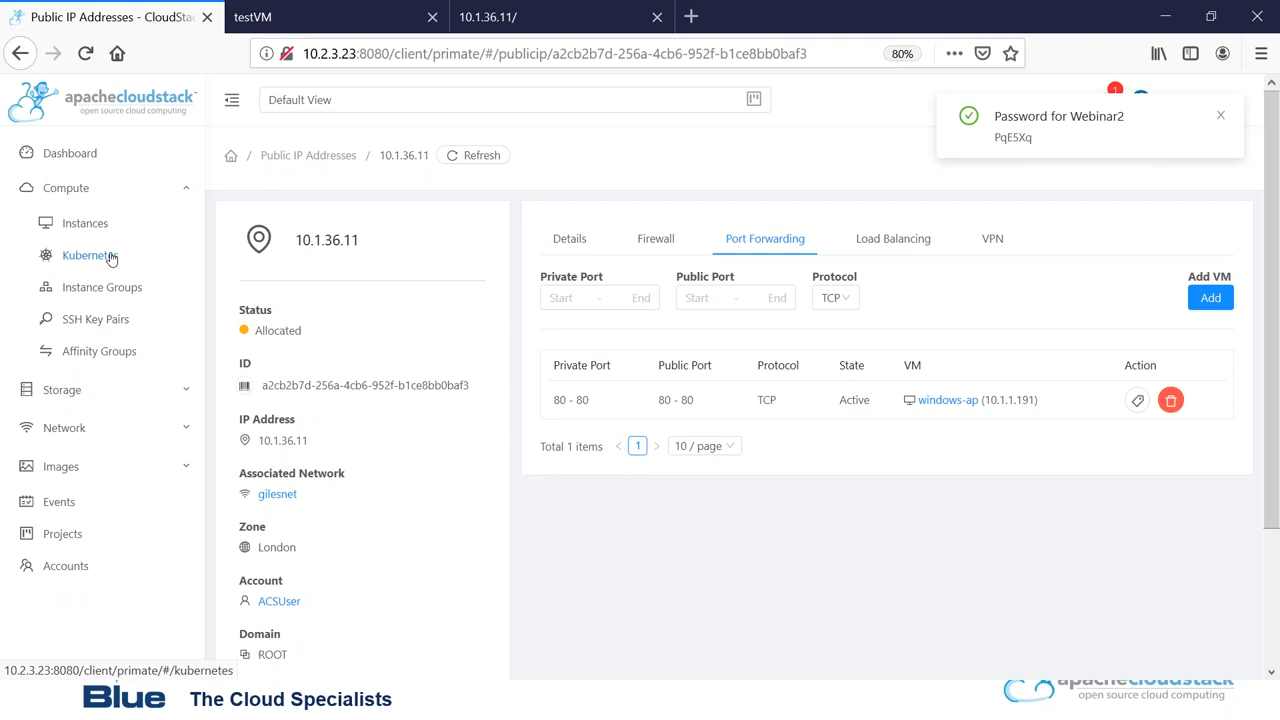 Public IP Addresses - CloudSta
testVM
10.1.36.11/
10.2.3.23:8080/client/primate/#/publicip/a2cb2b7d-256a-4cb6-952f-b1ce8bb0baf3
80%
apachecloudstack™
open source cloud computing
Default View
1
Password for Webinar2
PqE5Xq
/ Public IP Addresses / 10.1.36.11 Refresh
Dashboard
Compute
Instances
Kubernetes
Instance Groups
SSH Key Pairs
Affinity Groups
Storage
Network
Images
Events
Projects
Accounts
10.1.36.11
Status
Allocated
ID
a2cb2b7d-256a-4cb6-952f-b1ce8bb0baf3
IP Address
10.1.36.11
Associated Network
gilesnet
Zone
London
Account
ACSUser
Domain
ROOT
Details Firewall Port Forwarding Load Balancing VPN
Private Port Public Port Protocol Add VM
Start - End Start - End TCP Add
Private Port Public Port Protocol State VM Action
80 - 80 80 - 80 TCP Active windows-ap (10.1.1.191)
Total 1 items < 1 > 10 / page
10.2.3.23:8080/client/primate/#/kubernetes
Blue The Cloud Specialists
apachecloudstack
open source cloud computing